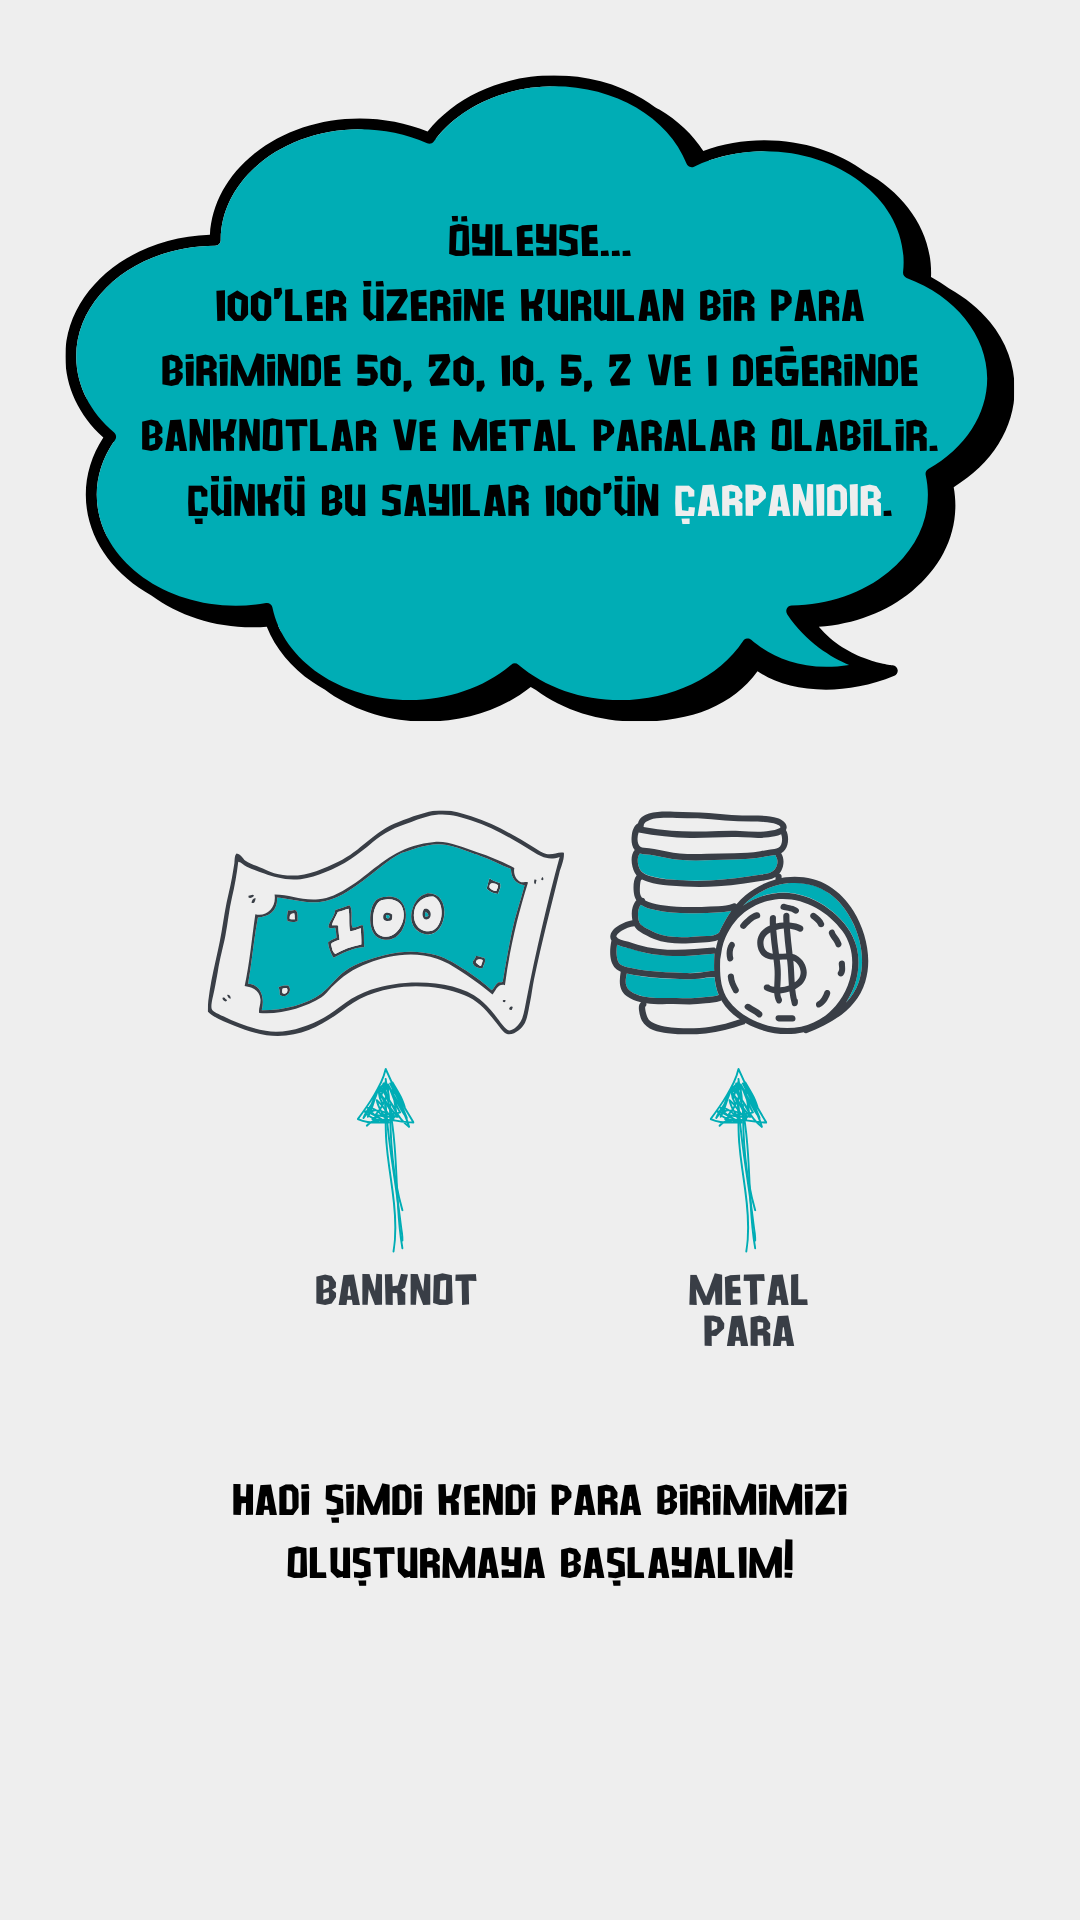 ÖYLEYSE...
100'LER ÜZERİNE KURULAN BİR PARA
BİRİMİNDE 50, 20, 10, 5, 2 VE 1 DEĞERİNDE
BANKNOTLAR VE METAL PARALAR OLABİLİR.
ÇÜNKÜ BU SAYILAR 100'ÜN ÇARPANIDIR.
100
$
BANKNOT
METAL
PARA
HADİ ŞİMDİ KENDİ PARA BİRİMİMİZİ
OLUŞTURMAYA BAŞLAYALIM!